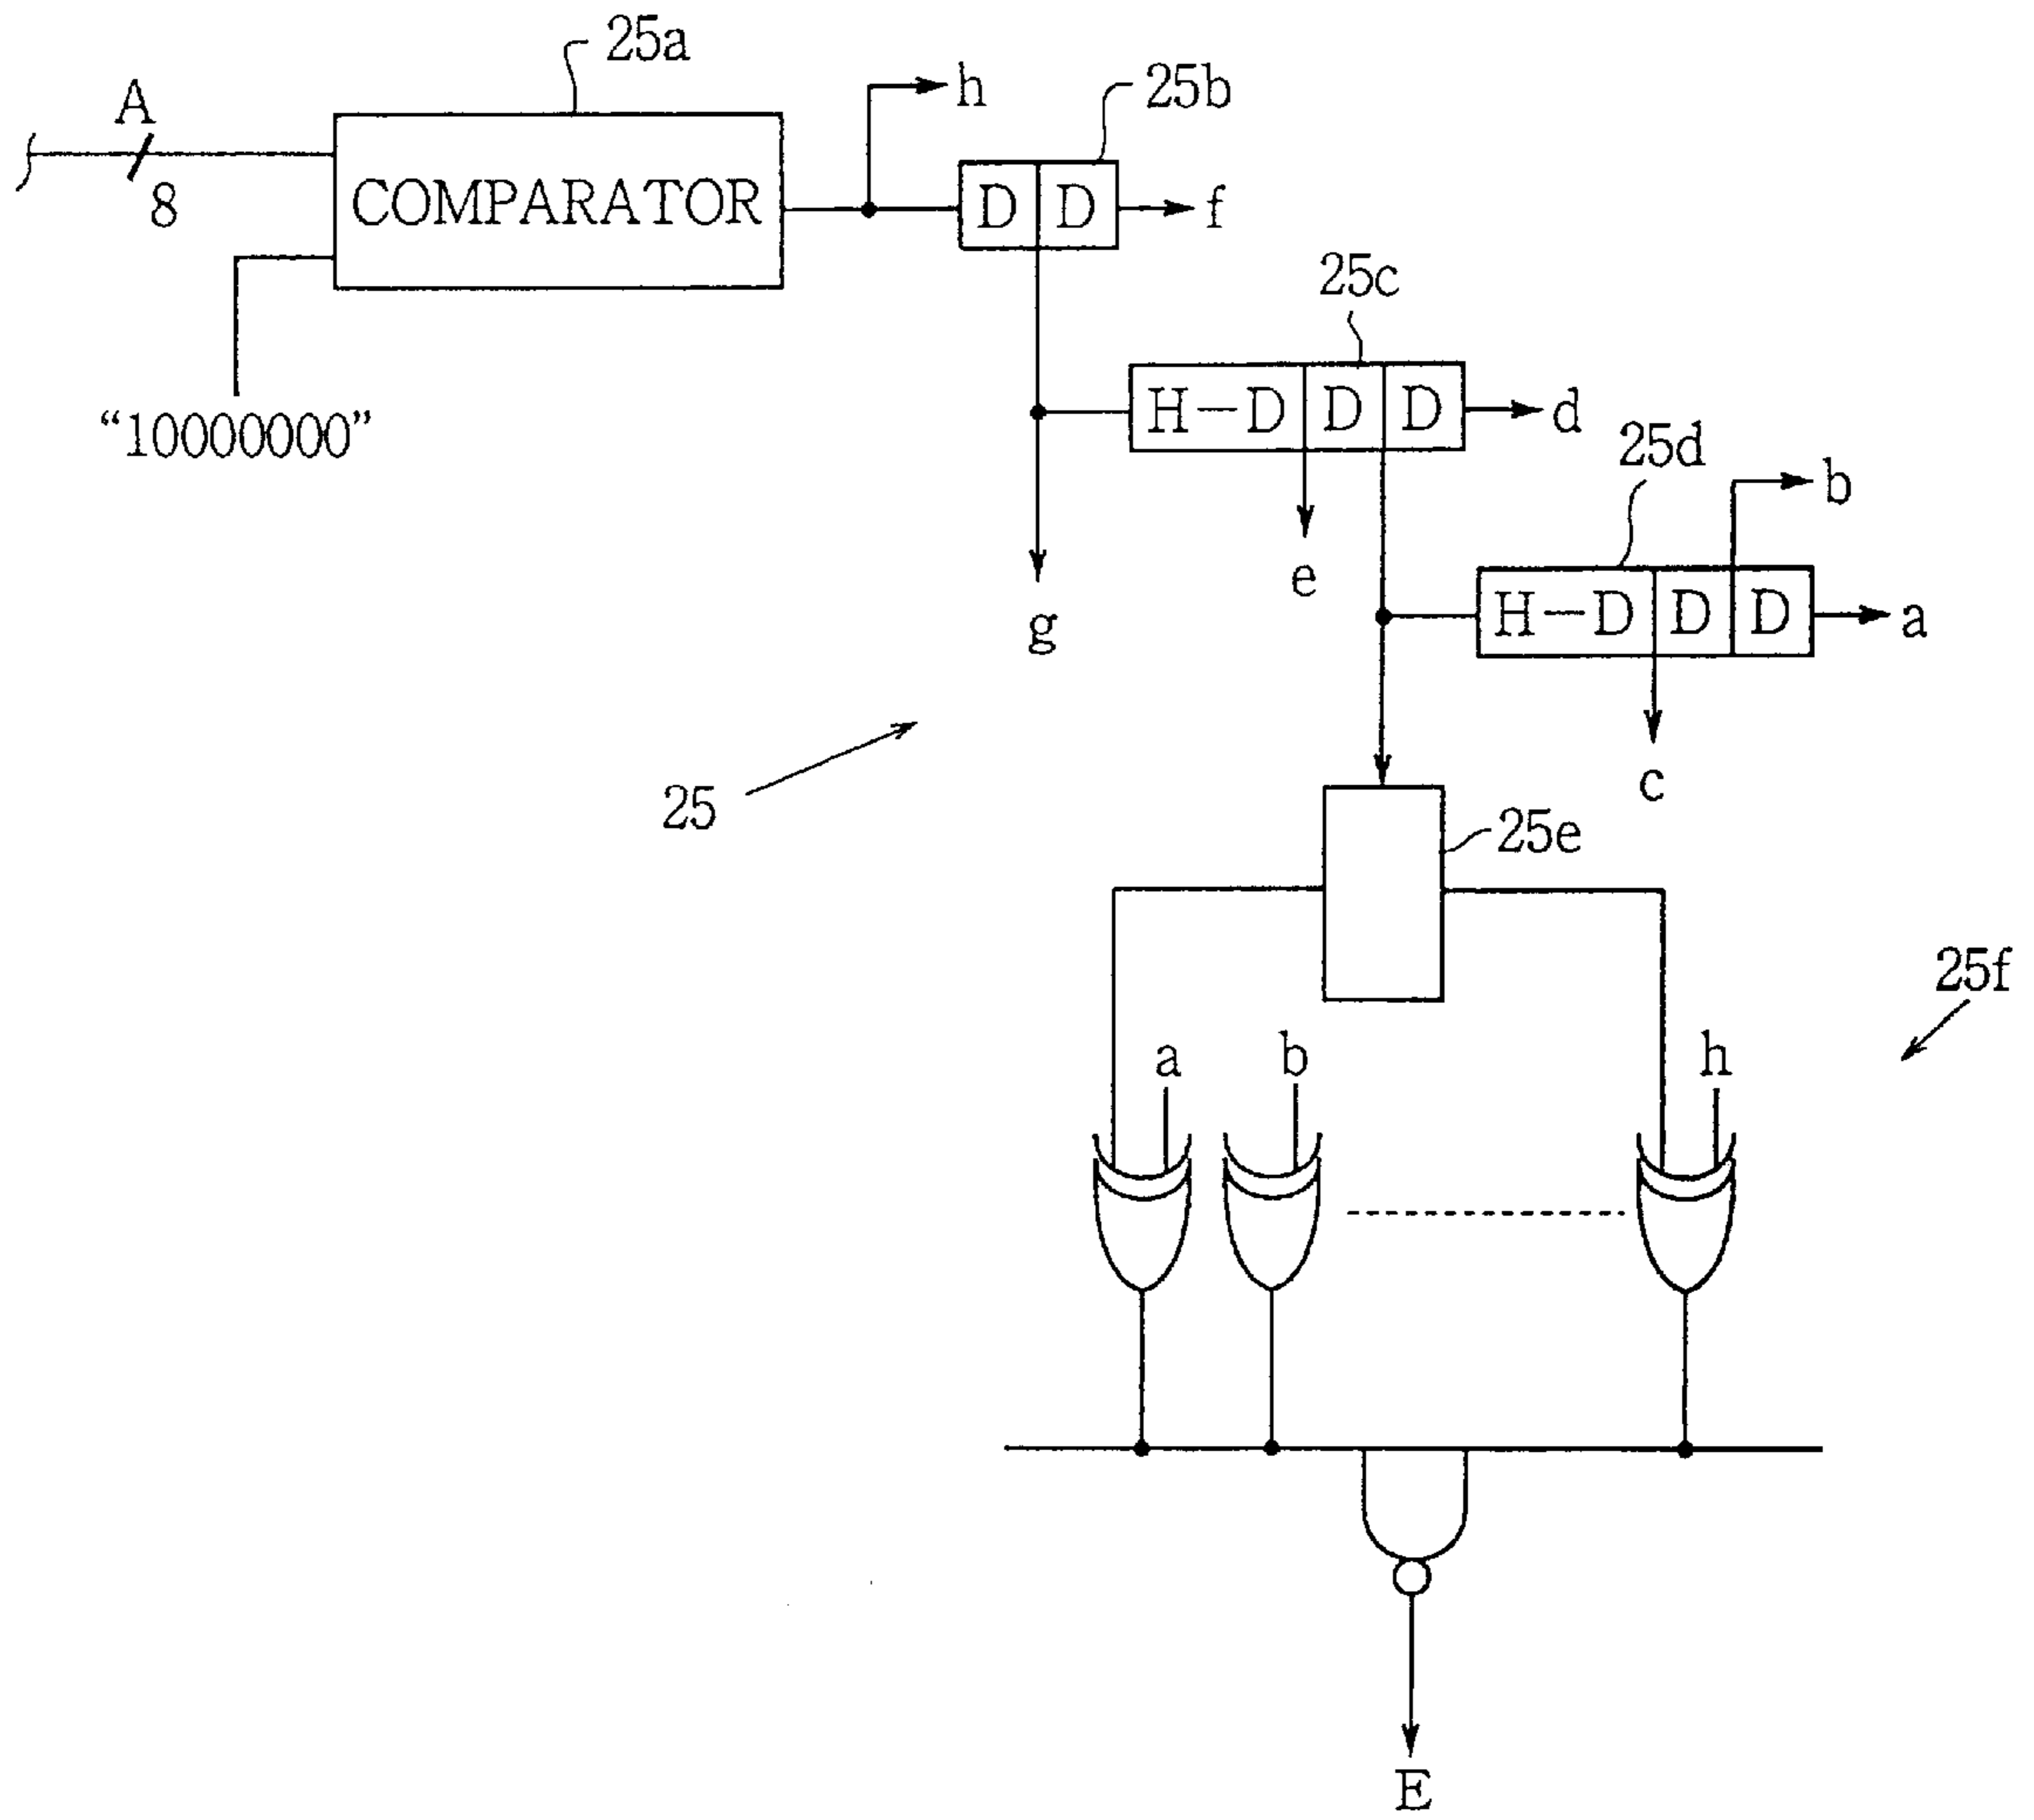 25a
A
h
25b
8
COMPARATOR
D D
f
25c
"10000000"
H-D D D
d
25d
b
e
H-D D D
a
g
c
25
25e
25f
a
b
h
E